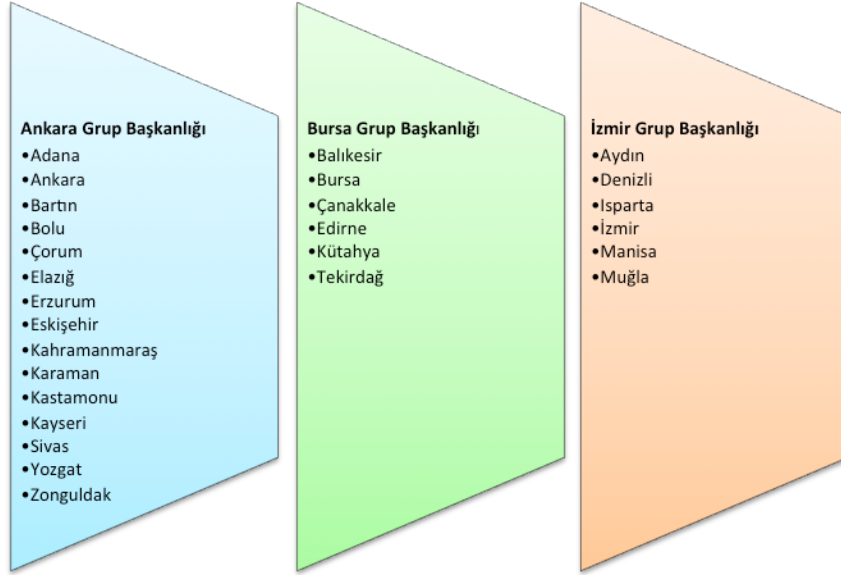 Ankara Grup Başkanlığı
•Adana
•Ankara
•Bartın
•Bolu
•Çorum
•Elazığ
•Erzurum
•Eskişehir
•Kahramanmaraş
•Karaman
•Kastamonu
•Kayseri
•Sivas
•Yozgat
•Zonguldak
Bursa Grup Başkanlığı
•Balıkesir
•Bursa
•Çanakkale
•Edirne
•Kütahya
•Tekirdağ
İzmir Grup Başkanlığı
•Aydın
•Denizli
•Isparta
•İzmir
•Manisa
•Muğla